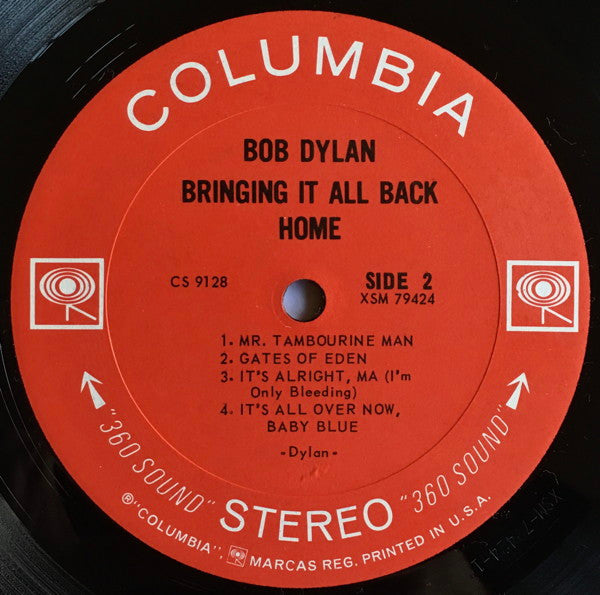 COLUMBIA
BOB DYLAN
BRINGING IT ALL BACK
HOME
CS 9128
SIDE 2
XSM 79424
1. MR. TAMBOURINE MAN
2. GATES OF EDEN
3. IT'S ALRIGHT, MA (I'm
Only Bleeding)
4. IT'S ALL OVER NOW,
BABY BLUE
-Dylan-
"360 SOUND" STEREO "360 SOUND"
®"COLUMBIA", MARCAS REG. PRINTED IN U.S.A.